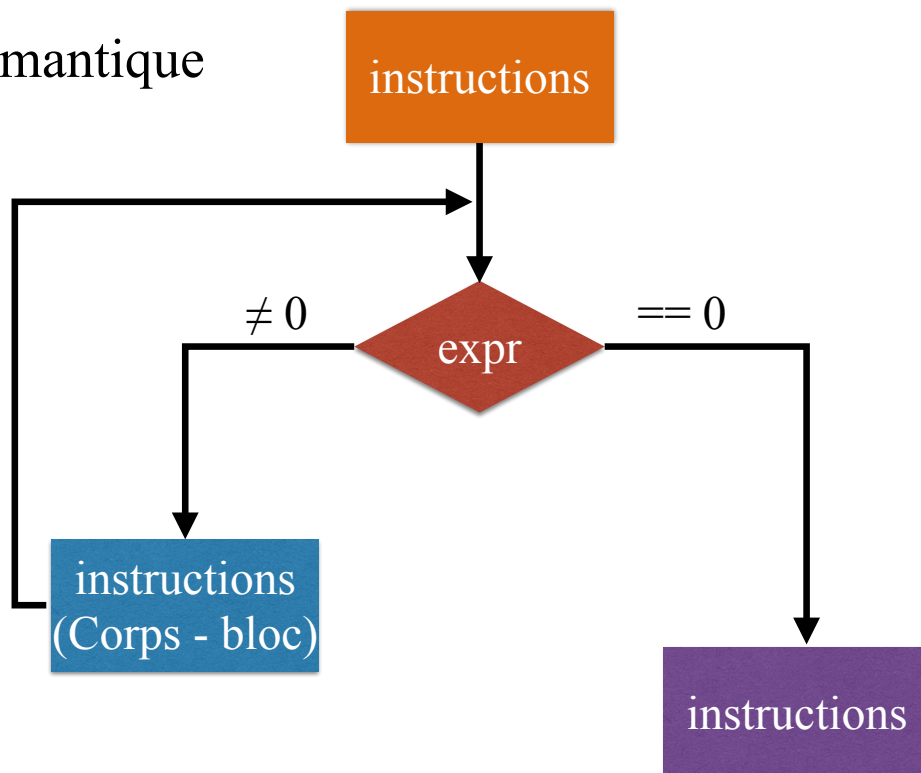 mantique
instructions
≠ 0
== 0
expr
instructions
(Corps - bloc)
instructions